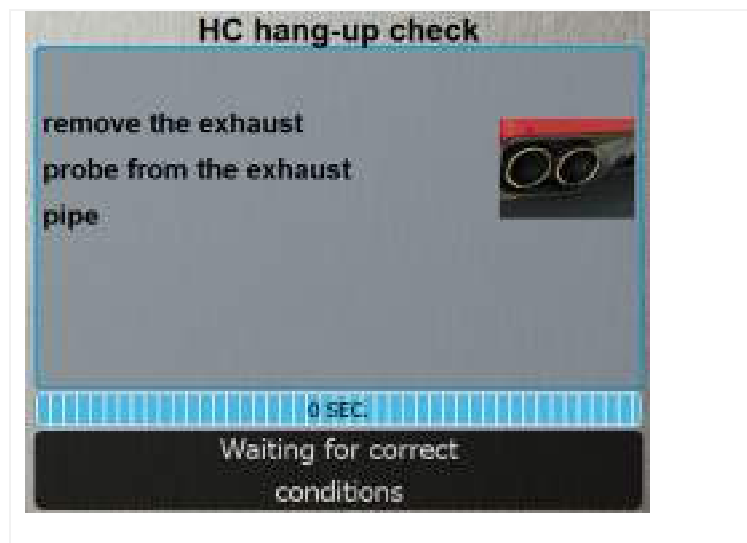 HC hang-up check
remove the exhaust
probe from the exhaust
pipe
0 SEC.
Waiting for correct
conditions